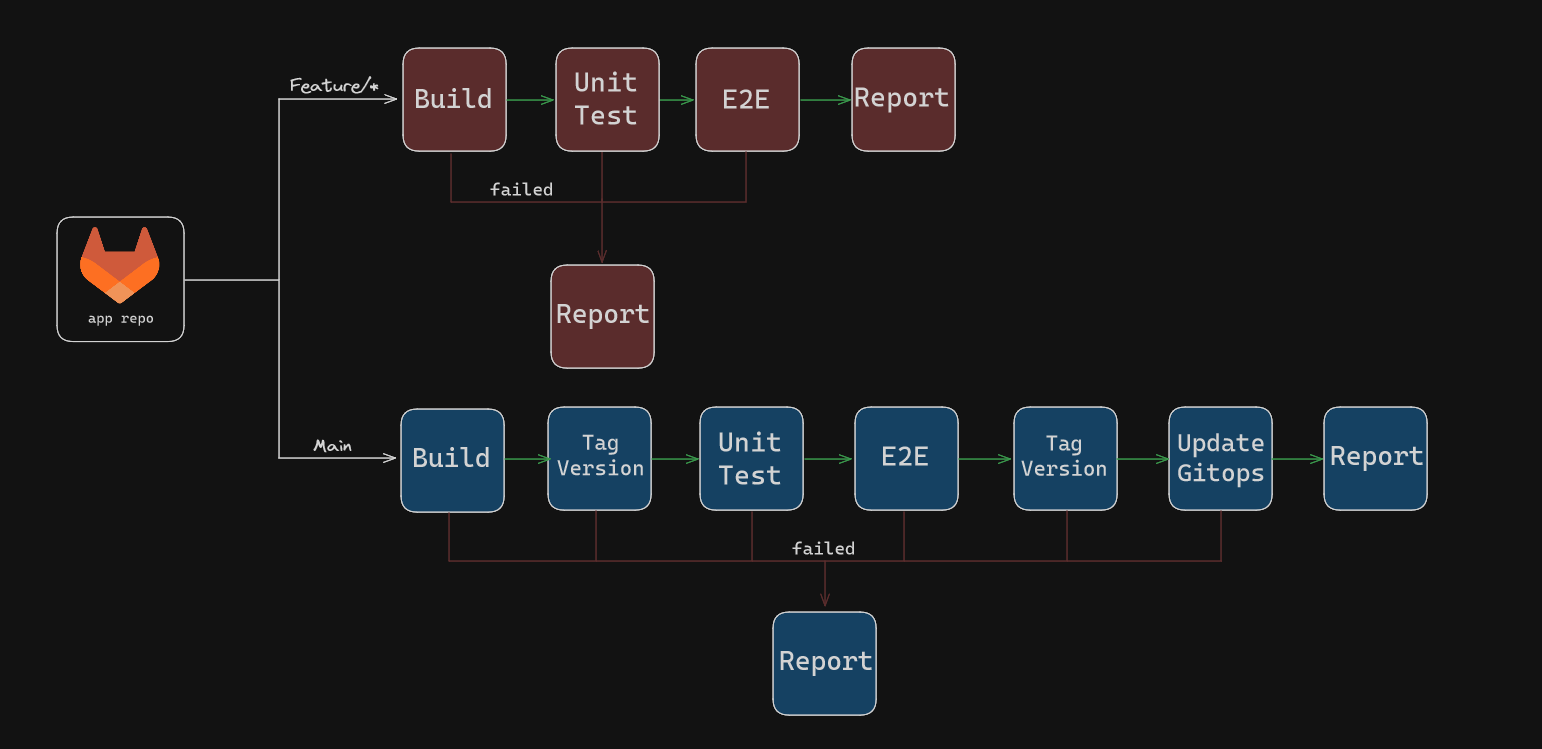 Feature/*
Build
Unit
Test
E2E
Report
failed
app repo
Report
Main
Build
Tag
Version
Unit
Test
E2E
Tag
Version
Update
Gitops
Report
failed
Report